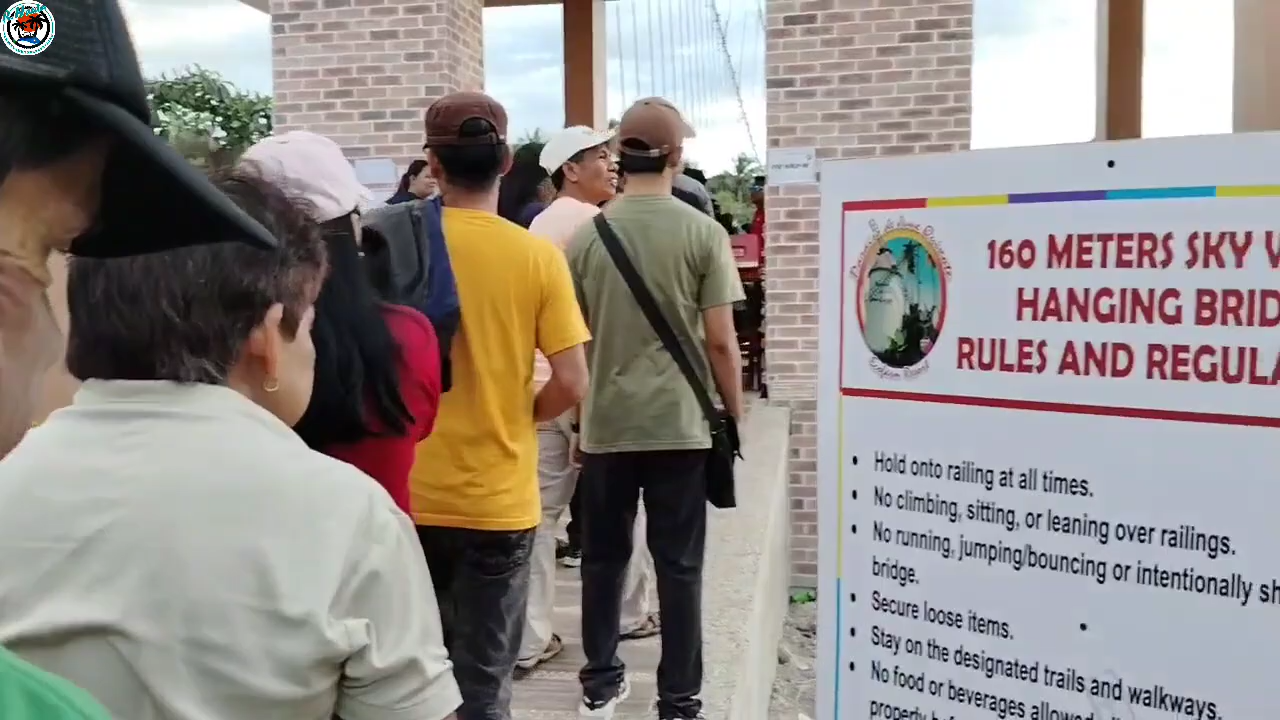 160 METERS SKY
HANGING
RULES AND
Hold onto railing at all times.
No climbing, sitting, or leaning over railings.
No running, jumping/bouncing or intentionally
bridge.
Secure loose items.
Stay on the designated trails and walkways.
No food or beverages allowed
property